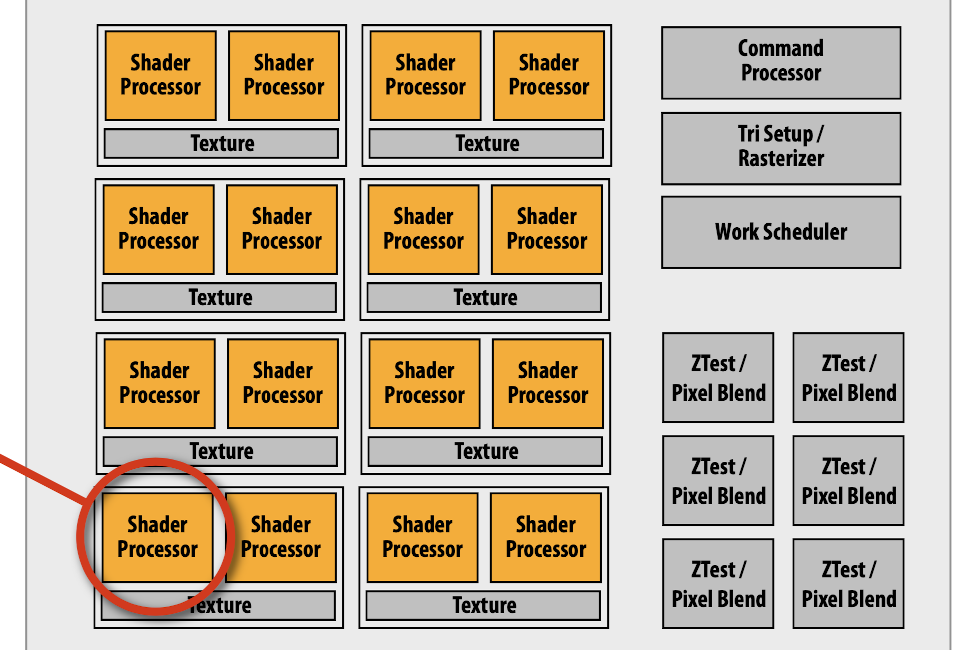 Shader
Processor
Shader
Processor
Texture
Shader
Processor
Shader
Processor
Texture
Shader
Processor
Shader
Processor
Texture
Shader
Processor
Shader
Processor
Texture
Shader
Processor
Shader
Processor
Texture
Shader
Processor
Shader
Processor
Texture
Shader
Processor
Shader
Processor
Texture
Shader
Processor
Shader
Processor
Texture
Command
Processor
Tri Setup /
Rasterizer
Work Scheduler
ZTest /
Pixel Blend
ZTest /
Pixel Blend
ZTest /
Pixel Blend
ZTest /
Pixel Blend
ZTest /
Pixel Blend
ZTest /
Pixel Blend